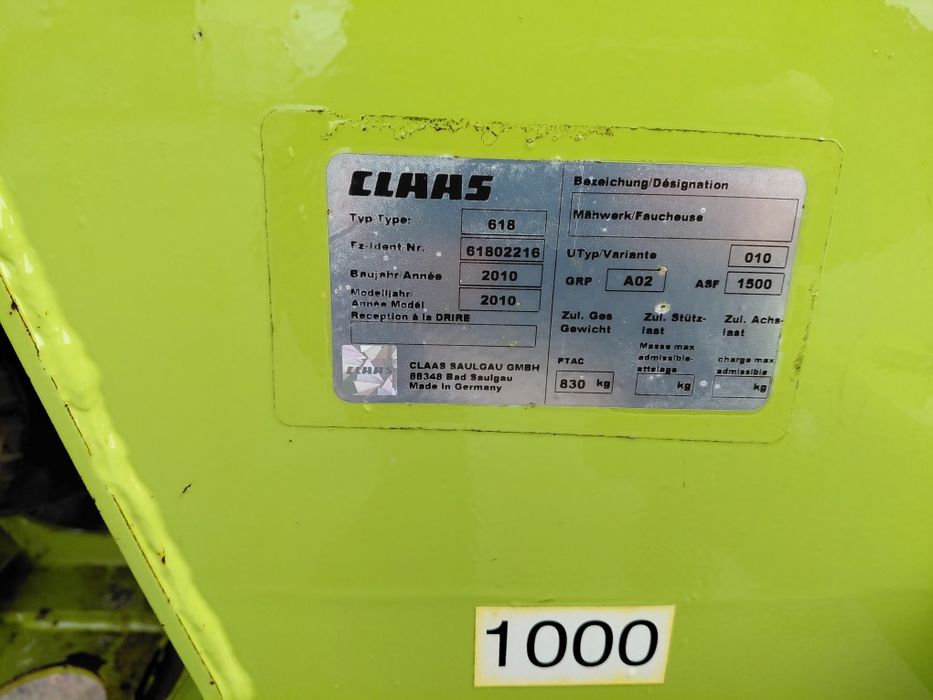 CLAAS
Typ Type: 618
Fz-Ident-Nr. 61802216
Baujahr/Année 2010
Modelljahr/
Année Modèl 2010
Reception à la DRIRE
CLAAS
CLAAS SAULGAU GMBH
88348 Bad Saulgau
Made in Germany
Bezeichung/Désignation
Mähwerk/Faucheuse
UTyp/Variante 010
GRP A02 ASF 1500
Zul. Ges Gewicht
Zul. Stütz-last
Zul. Achs-last
PTAC
Masse max admissible-attelage
charge max admissible
830 kg
kg
kg
1000